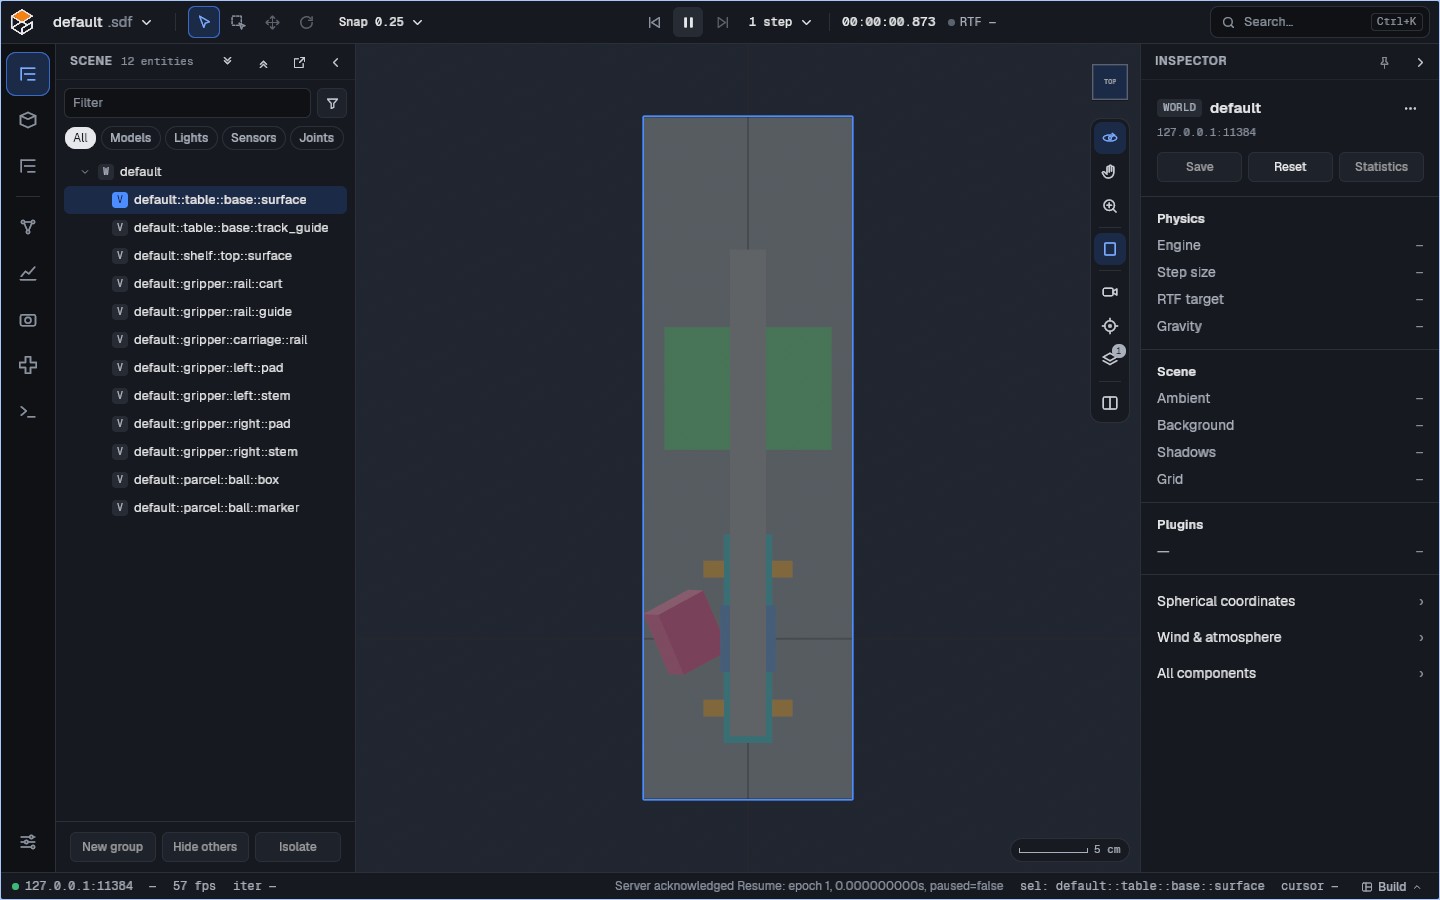 default .sdf
Snap 0.25
1 step
00:00:00.873
RTF –
Search...
Ctrl+K
SCENE 12 entities
Filter
All
Models
Lights
Sensors
Joints
W default
V default::table::base::surface
V default::table::base::track_guide
V default::shelf::top::surface
V default::gripper::rail::cart
V default::gripper::rail::guide
V default::gripper::carriage::rail
V default::gripper::left::pad
V default::gripper::left::stem
V default::gripper::right::pad
V default::gripper::right::stem
V default::parcel::ball::box
V default::parcel::ball::marker
New group
Hide others
Isolate
TOP
1
5 cm
INSPECTOR
WORLD default
127.0.0.1:11384
Save
Reset
Statistics
Physics
Engine –
Step size –
RTF target –
Gravity –
Scene
Ambient –
Background –
Shadows –
Grid –
Plugins
— –
Spherical coordinates
Wind & atmosphere
All components
127.0.0.1:11384 – 57 fps iter –
Server acknowledged Resume: epoch 1, 0.000000000s, paused=false
sel: default::table::base::surface
cursor –
Build